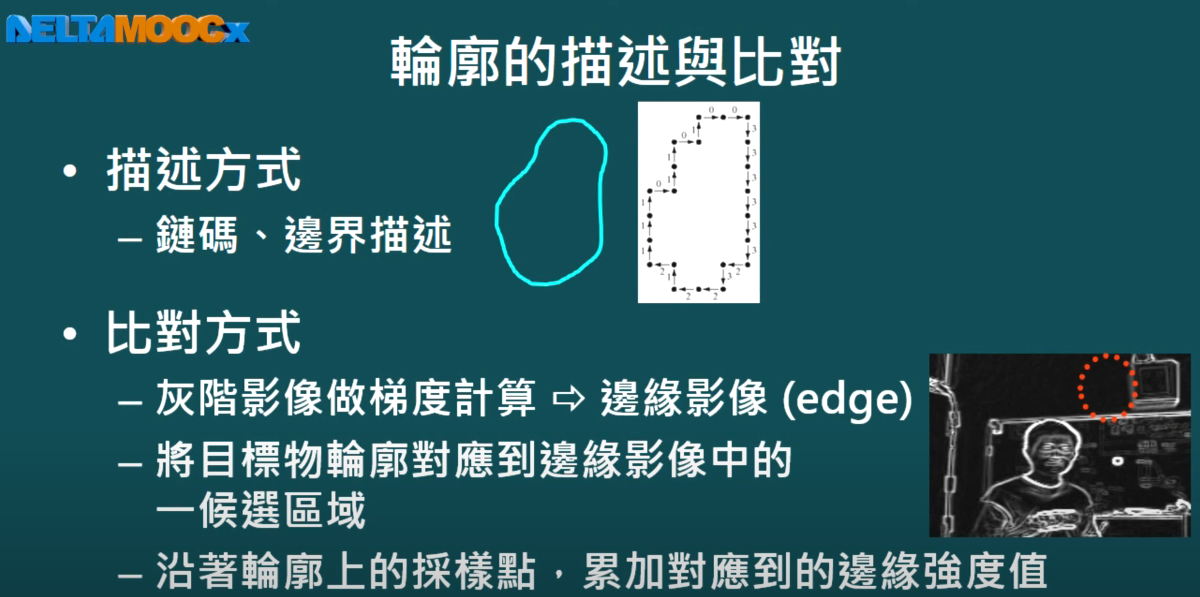 DELTAMOOCx
輪廓的描述與比對
• 描述方式
– 鏈碼、邊界描述
0 0
1 3
0 3
1 3
1 3
0 3
1 3
1 3
1 2
2 1 3
2 2
• 比對方式
– 灰階影像做梯度計算 ⇨ 邊緣影像 (edge)
– 將目標物輪廓對應到邊緣影像中的
一候選區域
– 沿著輪廓上的採樣點，累加對應到的邊緣強度值